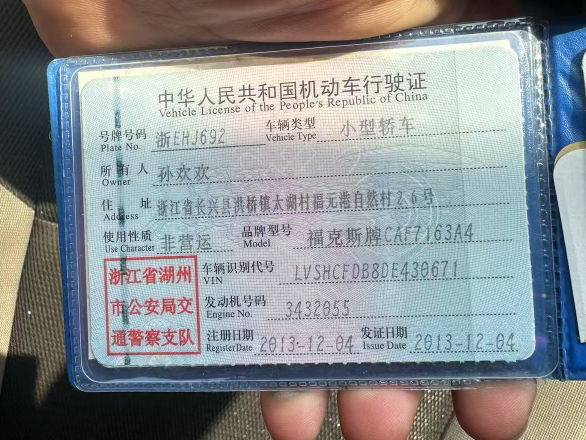 中华人民共和国机动车行驶证
Vehicle License of the People's Republic of China
号牌号码 浙EHJ692 车辆类型 小型轿车
Plate No. Vehicle Type
所有人 孙欢欢
Owner
住址 浙江省长兴县洪桥镇太湖村福元港自然村26号
Address
使用性质 非营运 品牌型号 福克斯牌CAF7163A4
Use Character Model
浙江省湖州
市公安局交
通警察支队
车辆识别代号 LVSHCFDB8DE430671
VIN
发动机号码 3432055
Engine No.
注册日期 2013-12-04 发证日期 2013-12-04
Register Date Issue Date